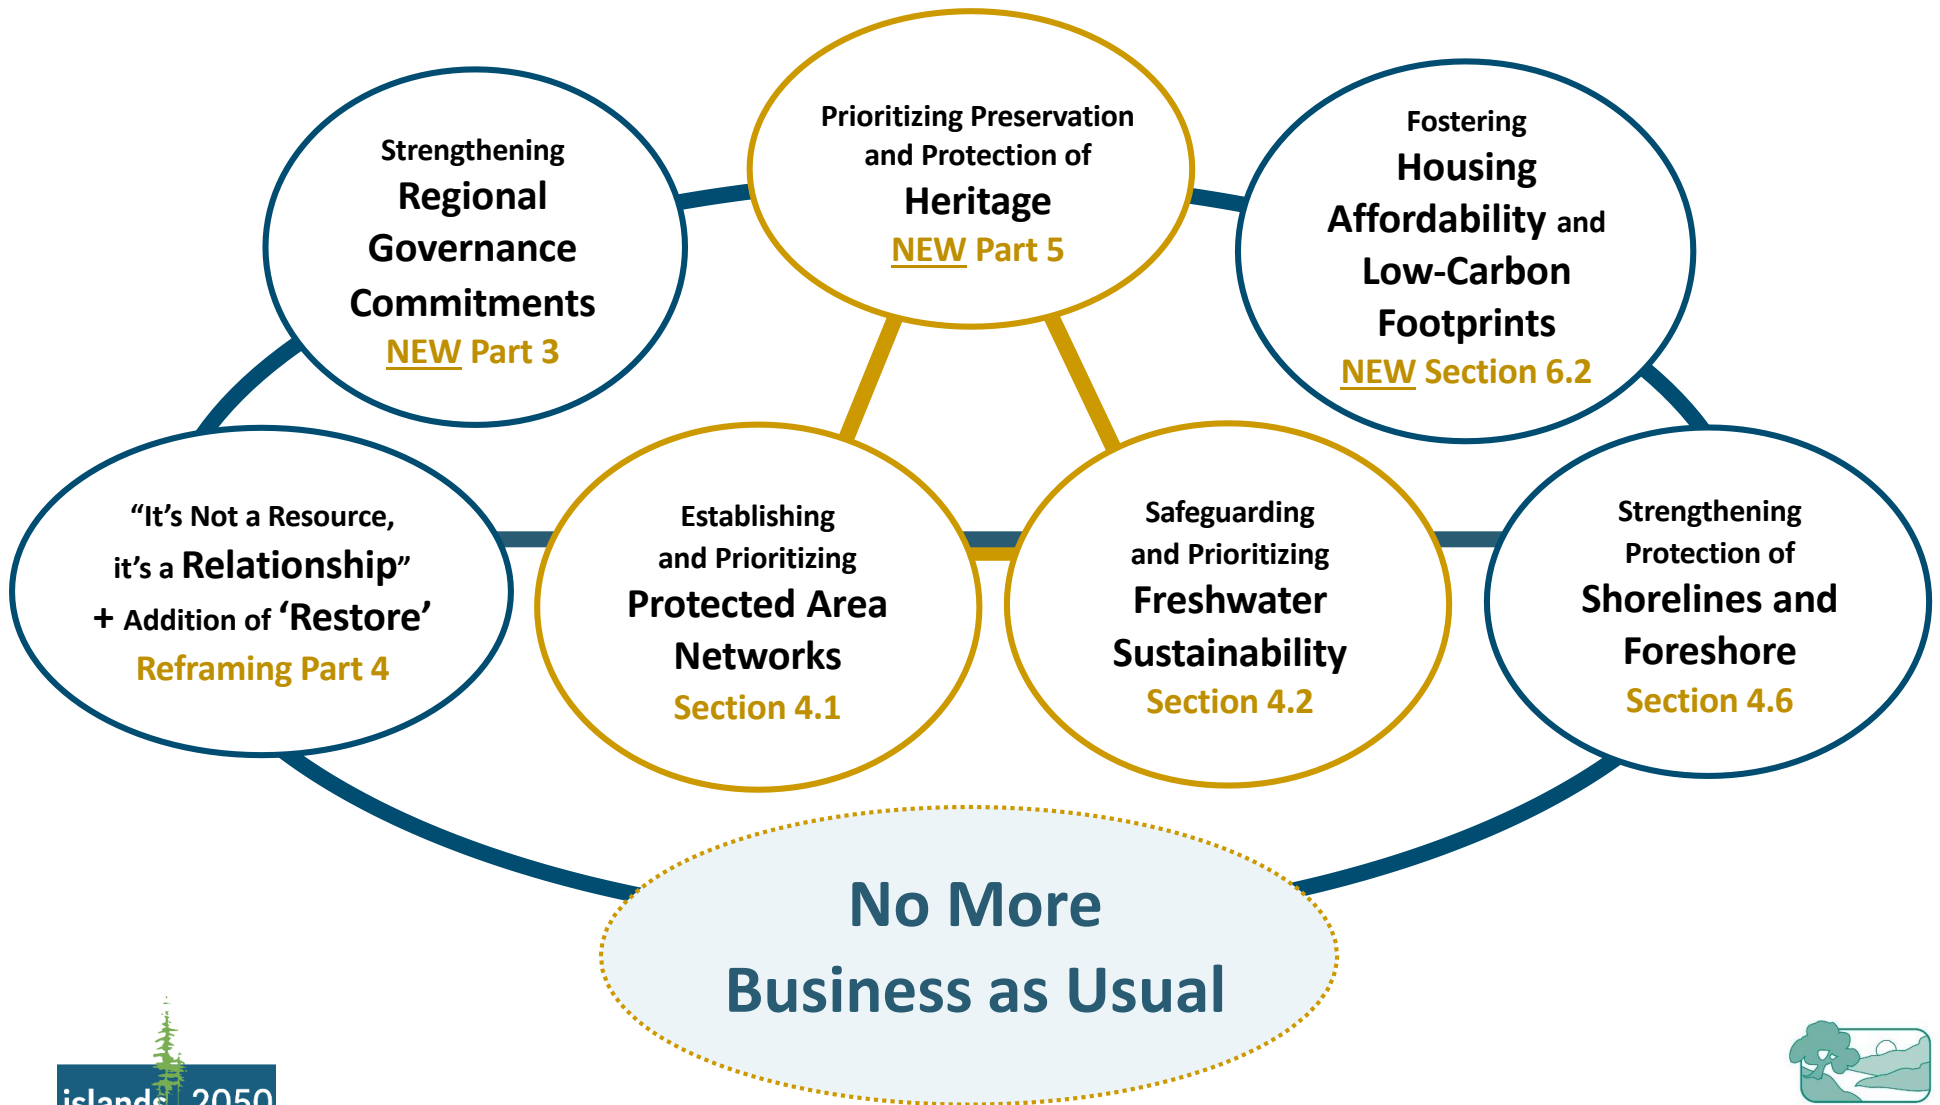 Strengthening
Regional
Governance
Commitments
NEW Part 3
Prioritizing Preservation
and Protection of
Heritage
NEW Part 5
Fostering
Housing
Affordability and
Low-Carbon
Footprints
NEW Section 6.2
“It’s Not a Resource,
it’s a Relationship”
+ Addition of ‘Restore’
Reframing Part 4
Establishing
and Prioritizing
Protected Area
Networks
Section 4.1
Safeguarding
and Prioritizing
Freshwater
Sustainability
Section 4.2
Strengthening
Protection of
Shorelines and
Foreshore
Section 4.6
No More
Business as Usual
islands 2050